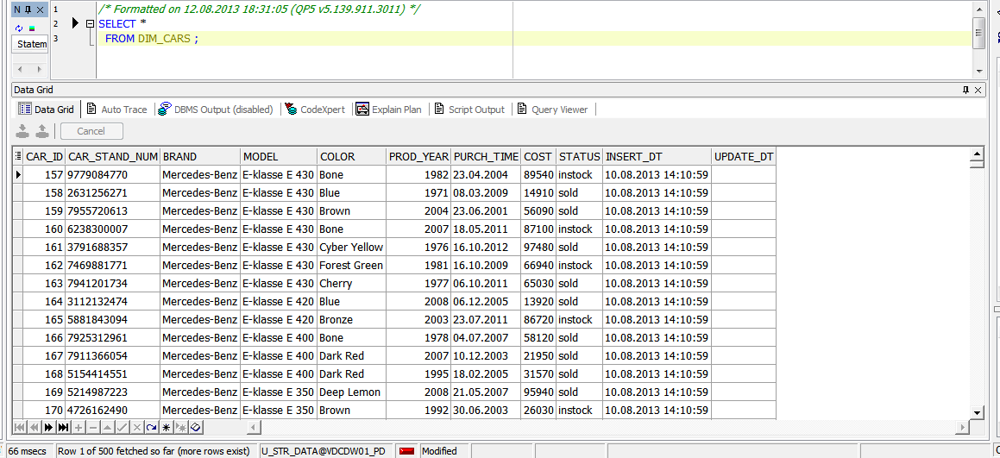 N
1
/* Formatted on 12.08.2013 18:31:05 (QP5 v5.139.911.3011) */
2
SELECT *
Statem
3
FROM DIM_CARS ;
Data Grid
Data Grid Auto Trace DBMS Output (disabled) CodeXpert Explain Plan Script Output Query Viewer
Cancel
CAR_ID CAR_STAND_NUM BRAND MODEL COLOR PROD_YEAR PURCH_TIME COST STATUS INSERT_DT UPDATE_DT
157 9779084770 Mercedes-Benz E-klasse E 430 Bone 1982 23.04.2004 89540 instock 10.08.2013 14:10:59
158 2631256271 Mercedes-Benz E-klasse E 430 Blue 1971 08.03.2009 14910 sold 10.08.2013 14:10:59
159 7955720613 Mercedes-Benz E-klasse E 430 Brown 2004 23.06.2001 56090 sold 10.08.2013 14:10:59
160 6238300007 Mercedes-Benz E-klasse E 430 Bone 2007 18.05.2011 87100 instock 10.08.2013 14:10:59
161 3791688357 Mercedes-Benz E-klasse E 430 Cyber Yellow 1976 16.10.2012 97480 sold 10.08.2013 14:10:59
162 7469881771 Mercedes-Benz E-klasse E 430 Forest Green 1981 16.10.2009 66940 instock 10.08.2013 14:10:59
163 7941201734 Mercedes-Benz E-klasse E 430 Cherry 1977 06.10.2011 65030 sold 10.08.2013 14:10:59
164 3112132474 Mercedes-Benz E-klasse E 420 Blue 2008 06.12.2005 13920 sold 10.08.2013 14:10:59
165 5881843094 Mercedes-Benz E-klasse E 420 Bronze 2003 23.07.2011 86720 instock 10.08.2013 14:10:59
166 7925312961 Mercedes-Benz E-klasse E 400 Bone 1978 04.07.2007 58120 sold 10.08.2013 14:10:59
167 7911366054 Mercedes-Benz E-klasse E 400 Dark Red 2007 10.12.2003 21950 sold 10.08.2013 14:10:59
168 5154414551 Mercedes-Benz E-klasse E 400 Dark Red 1995 18.02.2005 31570 sold 10.08.2013 14:10:59
169 5214987223 Mercedes-Benz E-klasse E 350 Deep Lemon 2008 21.05.2007 95940 sold 10.08.2013 14:10:59
170 4726162490 Mercedes-Benz E-klasse E 350 Brown 1992 30.06.2003 26030 instock 10.08.2013 14:10:59
66 msecs Row 1 of 500 fetched so far (more rows exist) U_STR_DATA@VDCDW01_PD Modified